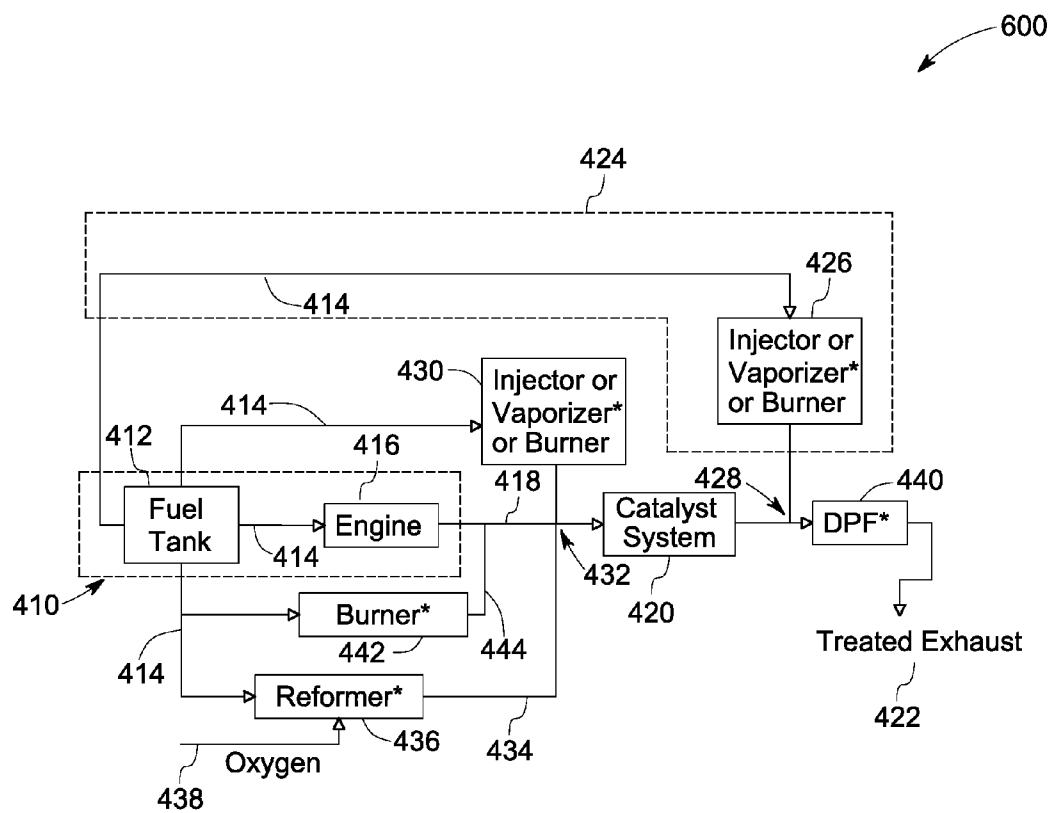 600
424
414
426
Injector or
Vaporizer*
or Burner
430
Injector or
Vaporizer*
or Burner
414
412
416
418
428
440
Fuel
Tank
414
Engine
Catalyst
System
DPF*
432
410
420
Burner*
442
444
414
Treated Exhaust
422
Reformer*
436
434
Oxygen
438